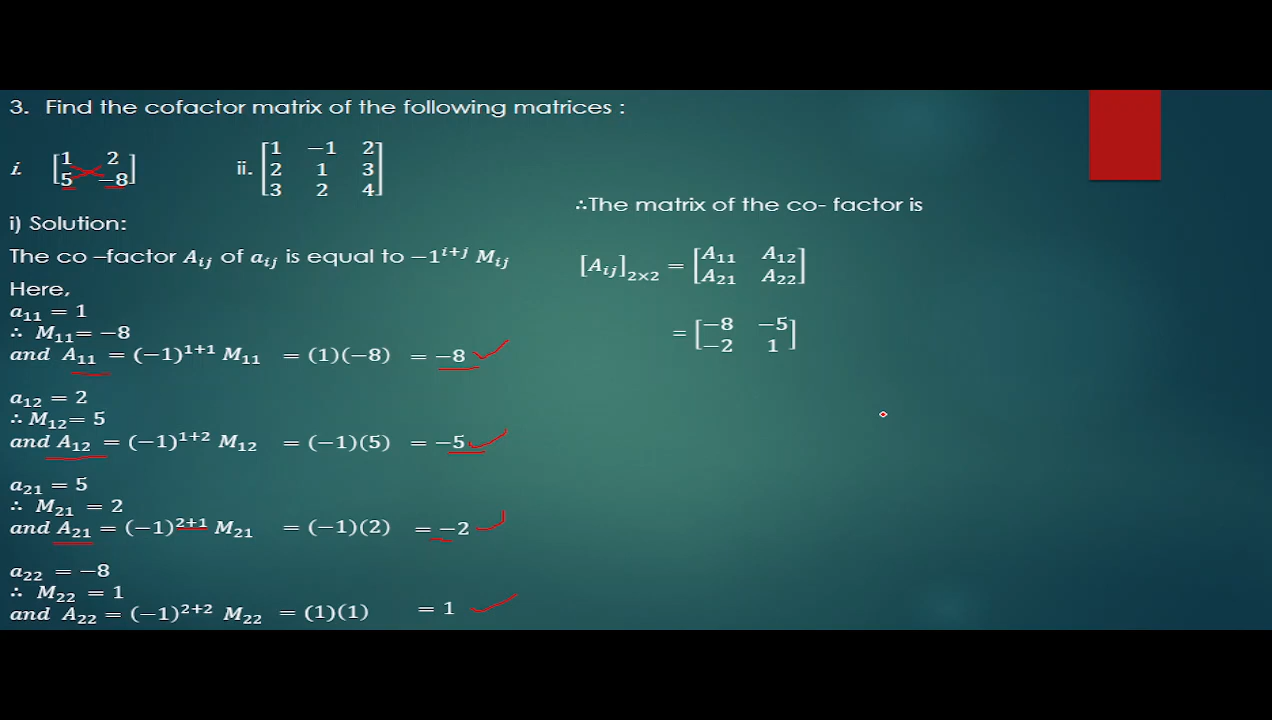 3. Find the cofactor matrix of the following matrices :
i. [1 2
5 −8] ii. [1 −1 2
2 1 3
3 2 4]
i) Solution:
The co –factor A_ij of a_ij is equal to −1^{i+j} M_ij
Here,
a_11 = 1
∴ M_11= −8
and A_11 = (−1)^{1+1} M_11 = (1)(−8) = −8
a_12 = 2
∴ M_12= 5
and A_12 = (−1)^{1+2} M_12 = (−1)(5) = −5
a_21 = 5
∴ M_21 = 2
and A_21 = (−1)^{2+1} M_21 = (−1)(2) = −2
a_22 = −8
∴ M_22 = 1
and A_22 = (−1)^{2+2} M_22 = (1)(1) = 1
∴The matrix of the co- factor is
[A_ij]_{2×2} = [A_11 A_12
A_21 A_22]
= [−8 −5
−2 1]